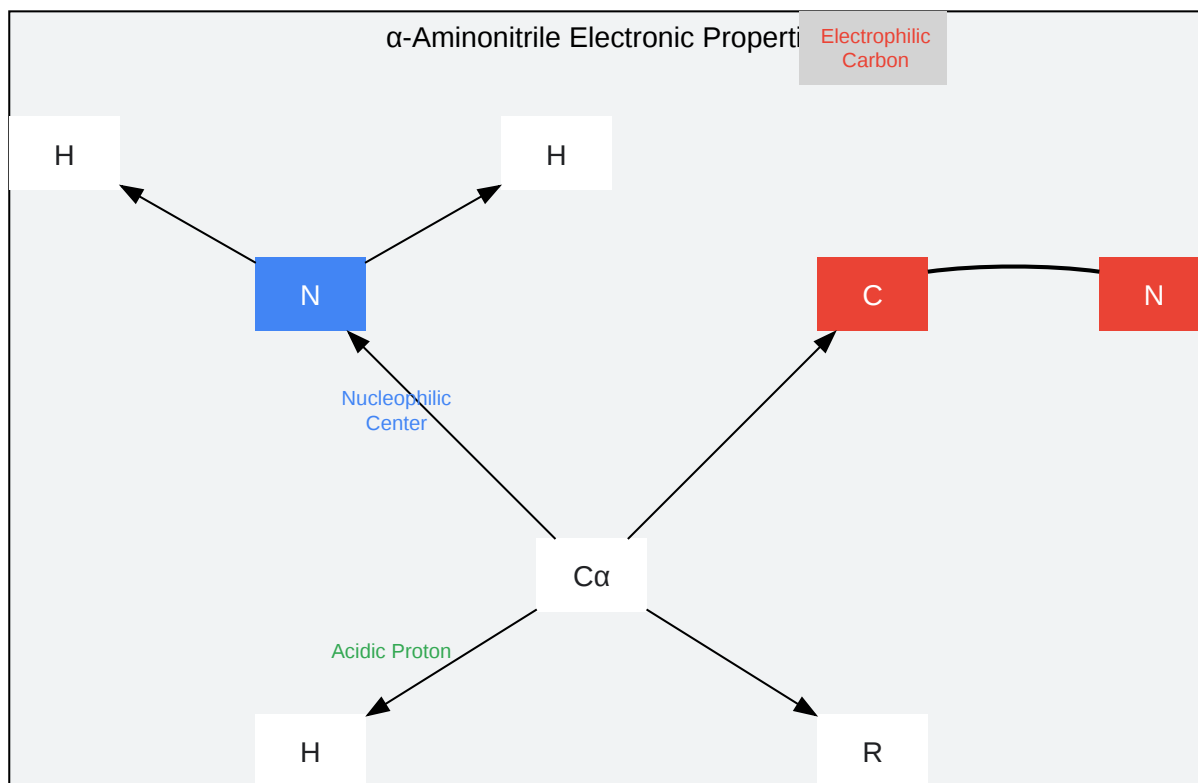 α-Aminonitrile Electronic Properti
Electrophilic
Carbon
H
H
N
C
N
Nucleophilic
Center
Cα
Acidic Proton
H
R